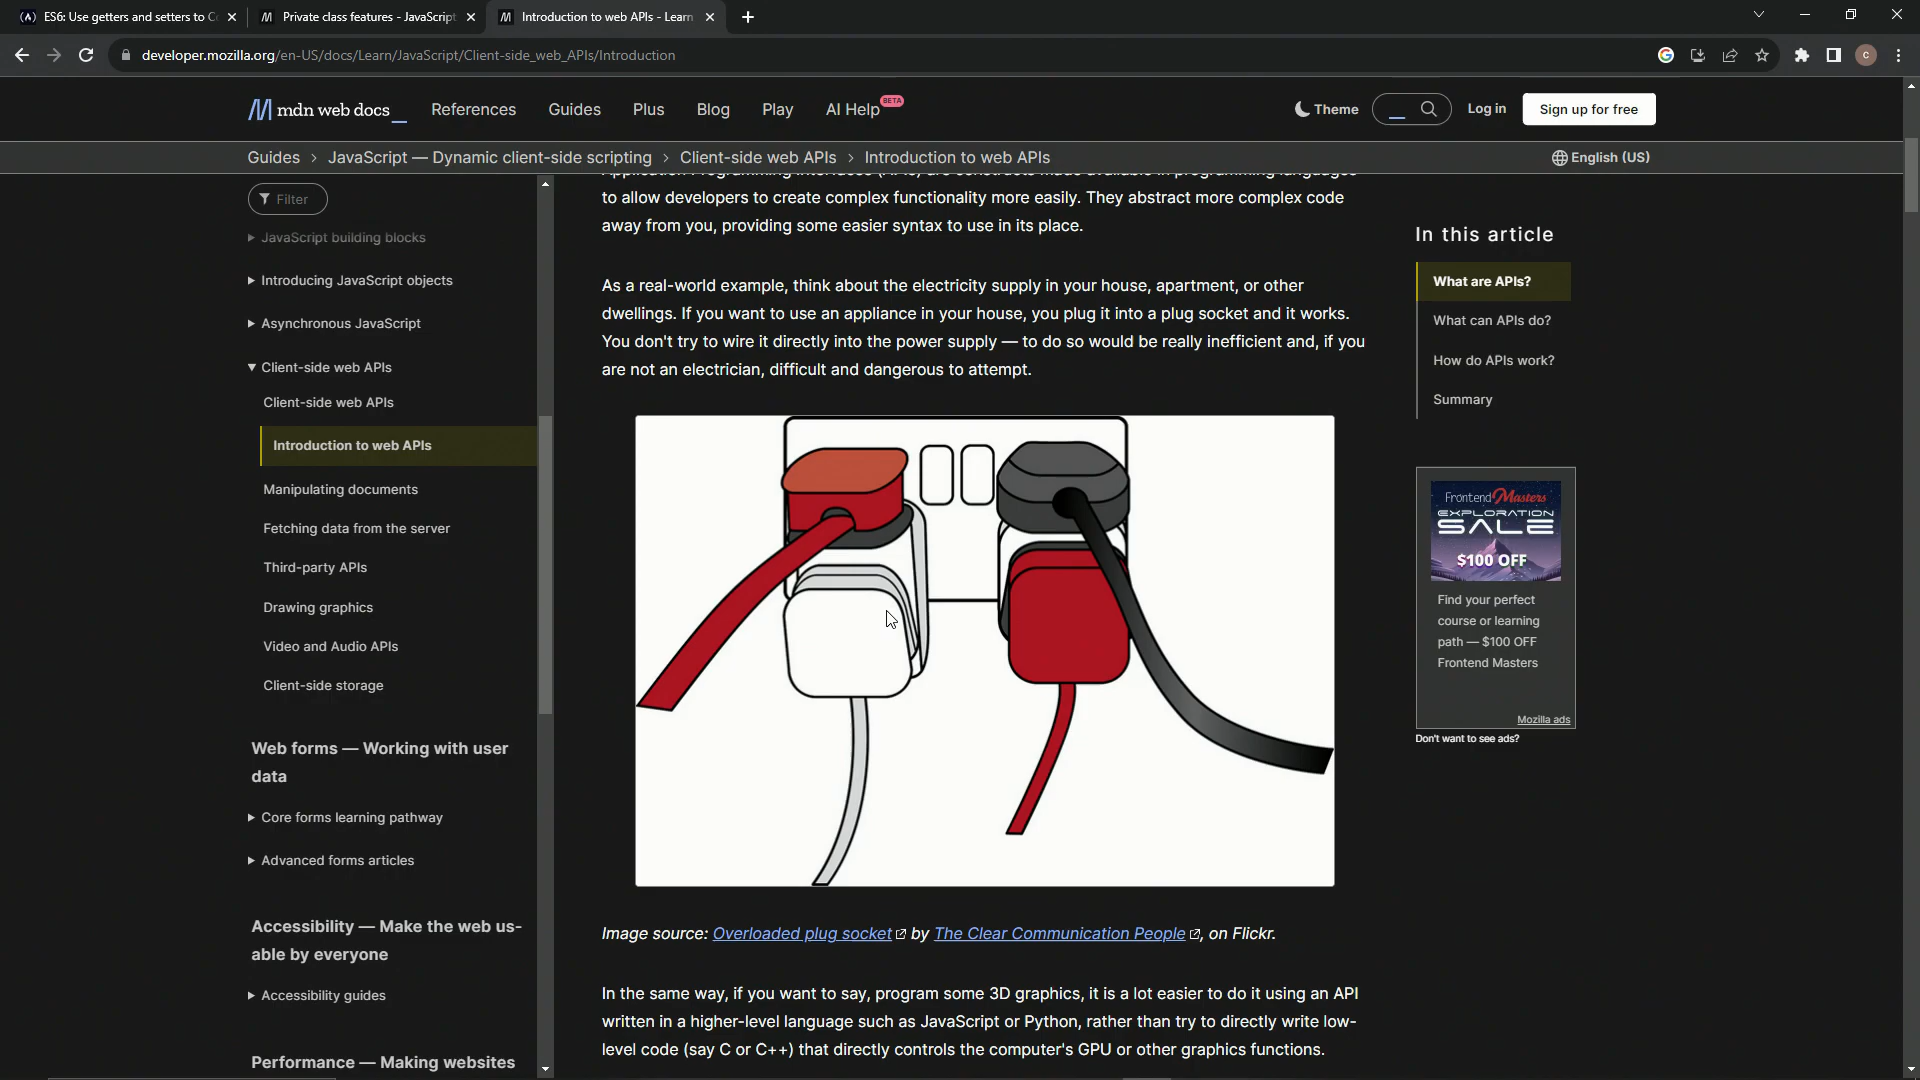 ES6: Use getters and setters to Co
Private class features - JavaScript
Introduction to web APIs - Learn
developer.mozilla.org/en-US/docs/Learn/JavaScript/Client-side_web_APIs/Introduction
C
mdn web docs_
References
Guides
Plus
Blog
Play
AI Help
BETA
Theme
Log in
Sign up for free
Guides > JavaScript — Dynamic client-side scripting > Client-side web APIs > Introduction to web APIs
English (US)
Filter
JavaScript building blocks
Introducing JavaScript objects
Asynchronous JavaScript
Client-side web APIs
Client-side web APIs
Introduction to web APIs
Manipulating documents
Fetching data from the server
Third-party APIs
Drawing graphics
Video and Audio APIs
Client-side storage
Web forms — Working with user
data
Core forms learning pathway
Advanced forms articles
Accessibility — Make the web us-
able by everyone
Accessibility guides
Performance — Making websites
Application Programming Interfaces (APIs) are constructs made available in programming languages
to allow developers to create complex functionality more easily. They abstract more complex code
away from you, providing some easier syntax to use in its place.
As a real-world example, think about the electricity supply in your house, apartment, or other
dwellings. If you want to use an appliance in your house, you plug it into a plug socket and it works.
You don't try to wire it directly into the power supply — to do so would be really inefficient and, if you
are not an electrician, difficult and dangerous to attempt.
Image source: Overloaded plug socket by The Clear Communication People, on Flickr.
In the same way, if you want to say, program some 3D graphics, it is a lot easier to do it using an API
written in a higher-level language such as JavaScript or Python, rather than try to directly write low-
level code (say C or C++) that directly controls the computer's GPU or other graphics functions.
In this article
What are APIs?
What can APIs do?
How do APIs work?
Summary
Frontend Masters
EXPLORATION
SALE
$100 OFF
Find your perfect
course or learning
path — $100 OFF
Frontend Masters
Mozilla ads
Don't want to see ads?